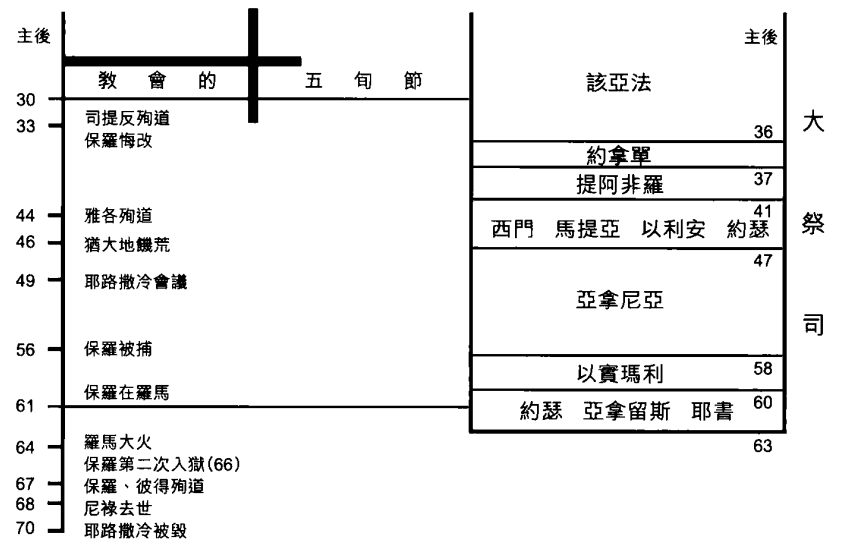 主後
教會的五旬節
30
司提反殉道
33
保羅悔改
44 雅各殉道
46 猶大地饑荒
49 耶路撒冷會議
56 保羅被捕
保羅在羅馬
61
64 羅馬大火
保羅第二次入獄(66)
67 保羅、彼得殉道
68 尼祿去世
70 耶路撒冷被毀
主後
該亞法
36
約拿單
提阿非羅 37
41
西門 馬提亞 以利安 約瑟
47
亞拿尼亞
以實瑪利 58
約瑟 亞拿留斯 耶書 60
63
大祭司